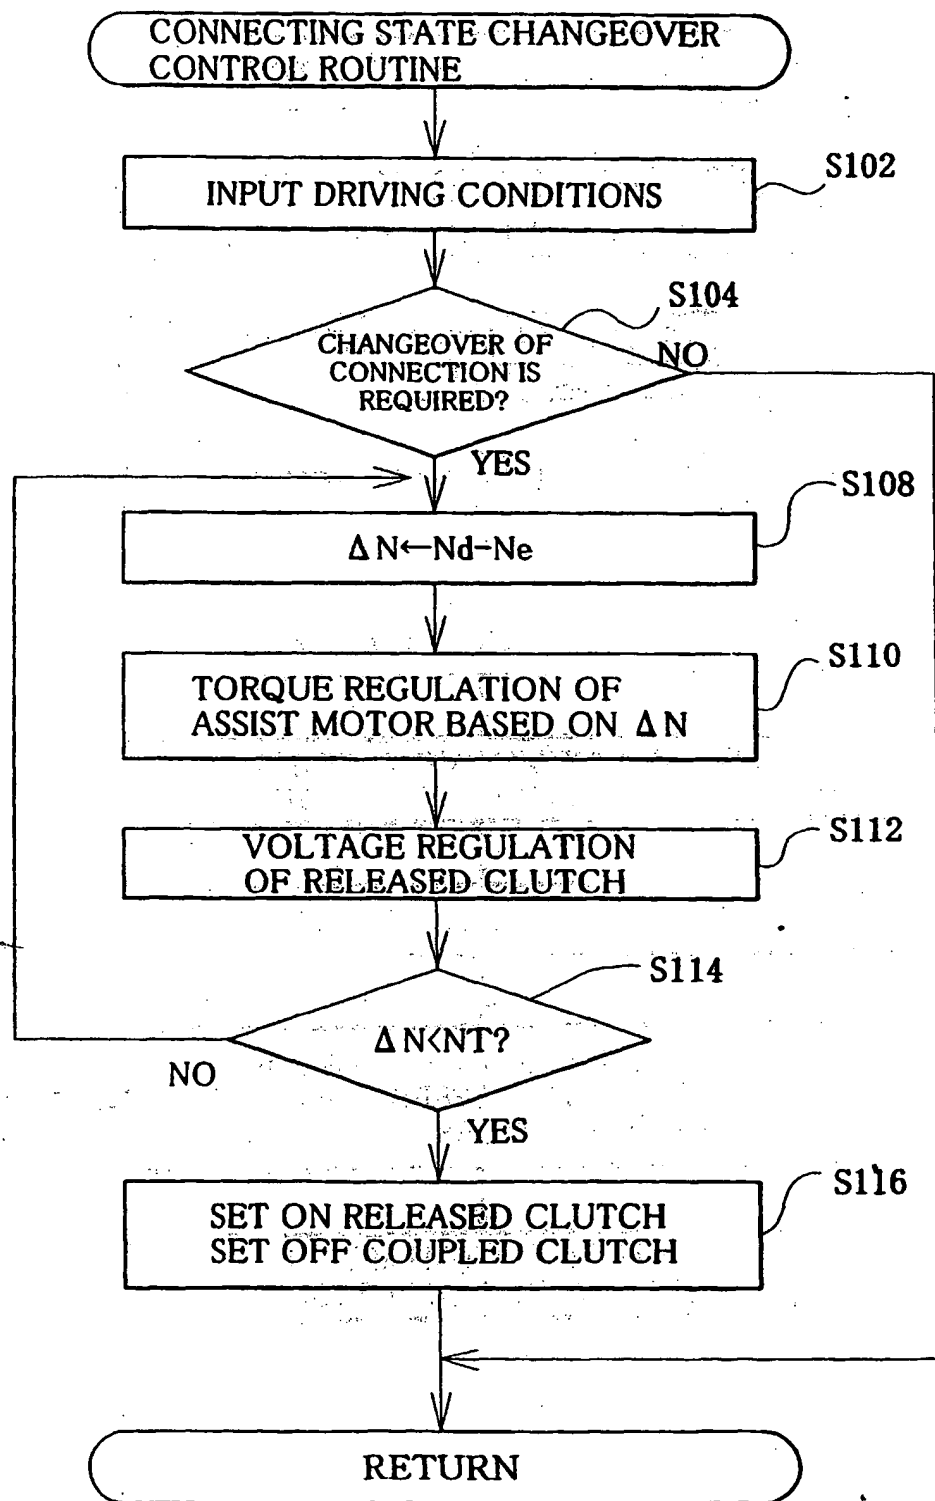 CONNECTING STATE CHANGEOVER
CONTROL ROUTINE
INPUT DRIVING CONDITIONS
S102
S104
CHANGEOVER OF
CONNECTION IS
REQUIRED?
NO
YES
S108
ΔN←Nd-Ne
S110
TORQUE REGULATION OF
ASSIST MOTOR BASED ON ΔN
S112
VOLTAGE REGULATION
OF RELEASED CLUTCH
S114
ΔN<NT?
NO
YES
S116
SET ON RELEASED CLUTCH
SET OFF COUPLED CLUTCH
RETURN